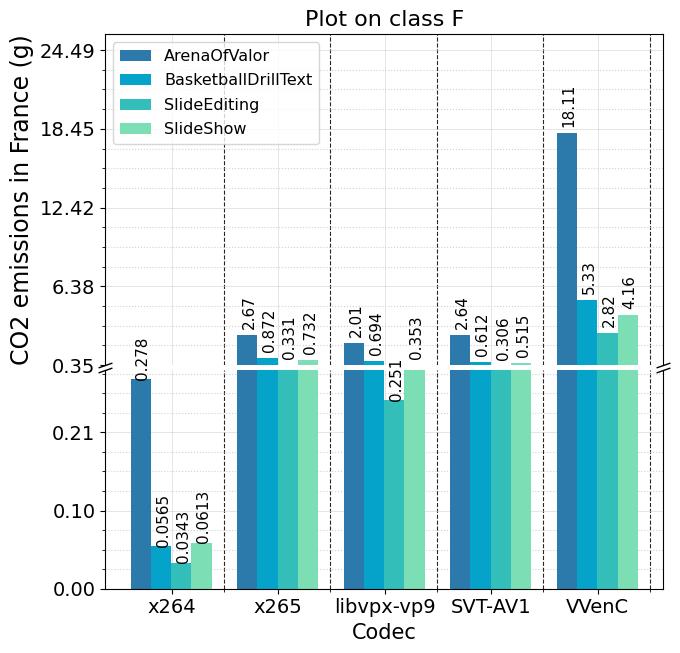 Plot on class F
CO2 emissions in France (g)
24.49
18.45
12.42
6.38
0.35
0.21
0.10
0.00
ArenaOfValor
BasketballDrillText
SlideEditing
SlideShow
0.278
0.0565
0.0343
0.0613
2.67
0.872
0.331
0.732
2.01
0.694
0.251
0.353
2.64
0.612
0.306
0.515
18.11
5.33
2.82
4.16
x264
x265
libvpx-vp9
SVT-AV1
VVenC
Codec